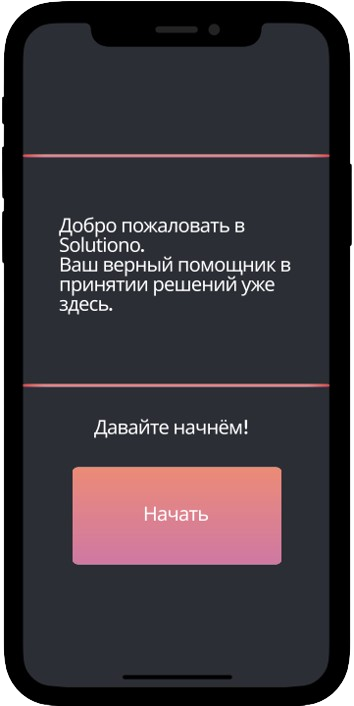 Добро пожаловать в
Solutiono.
Ваш верный помощник в
принятии решений уже
здесь.
Давайте начнём!
Начать